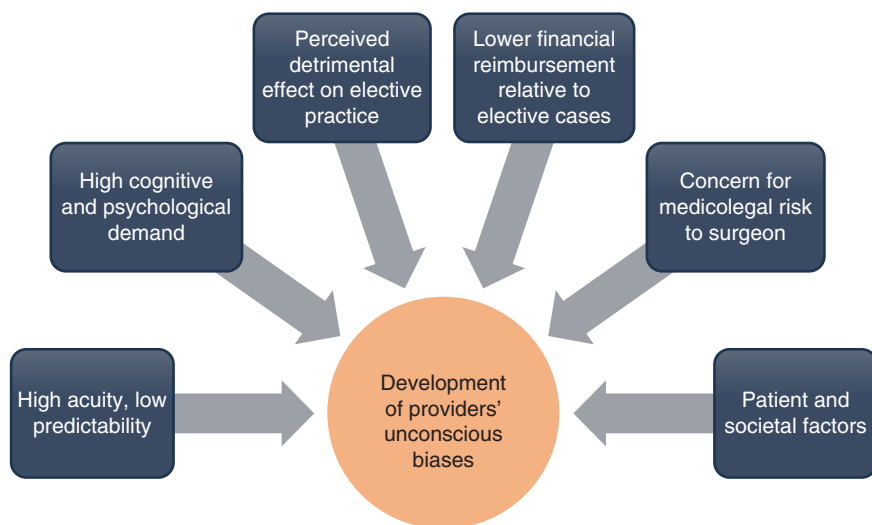 Perceived
detrimental
effect on elective
practice
Lower financial
reimbursement
relative to
elective cases
High cognitive
and psychological
demand
Concern for
medicolegal risk
to surgeon
High acuity, low
predictability
Development
of providers’
unconscious
biases
Patient and
societal factors